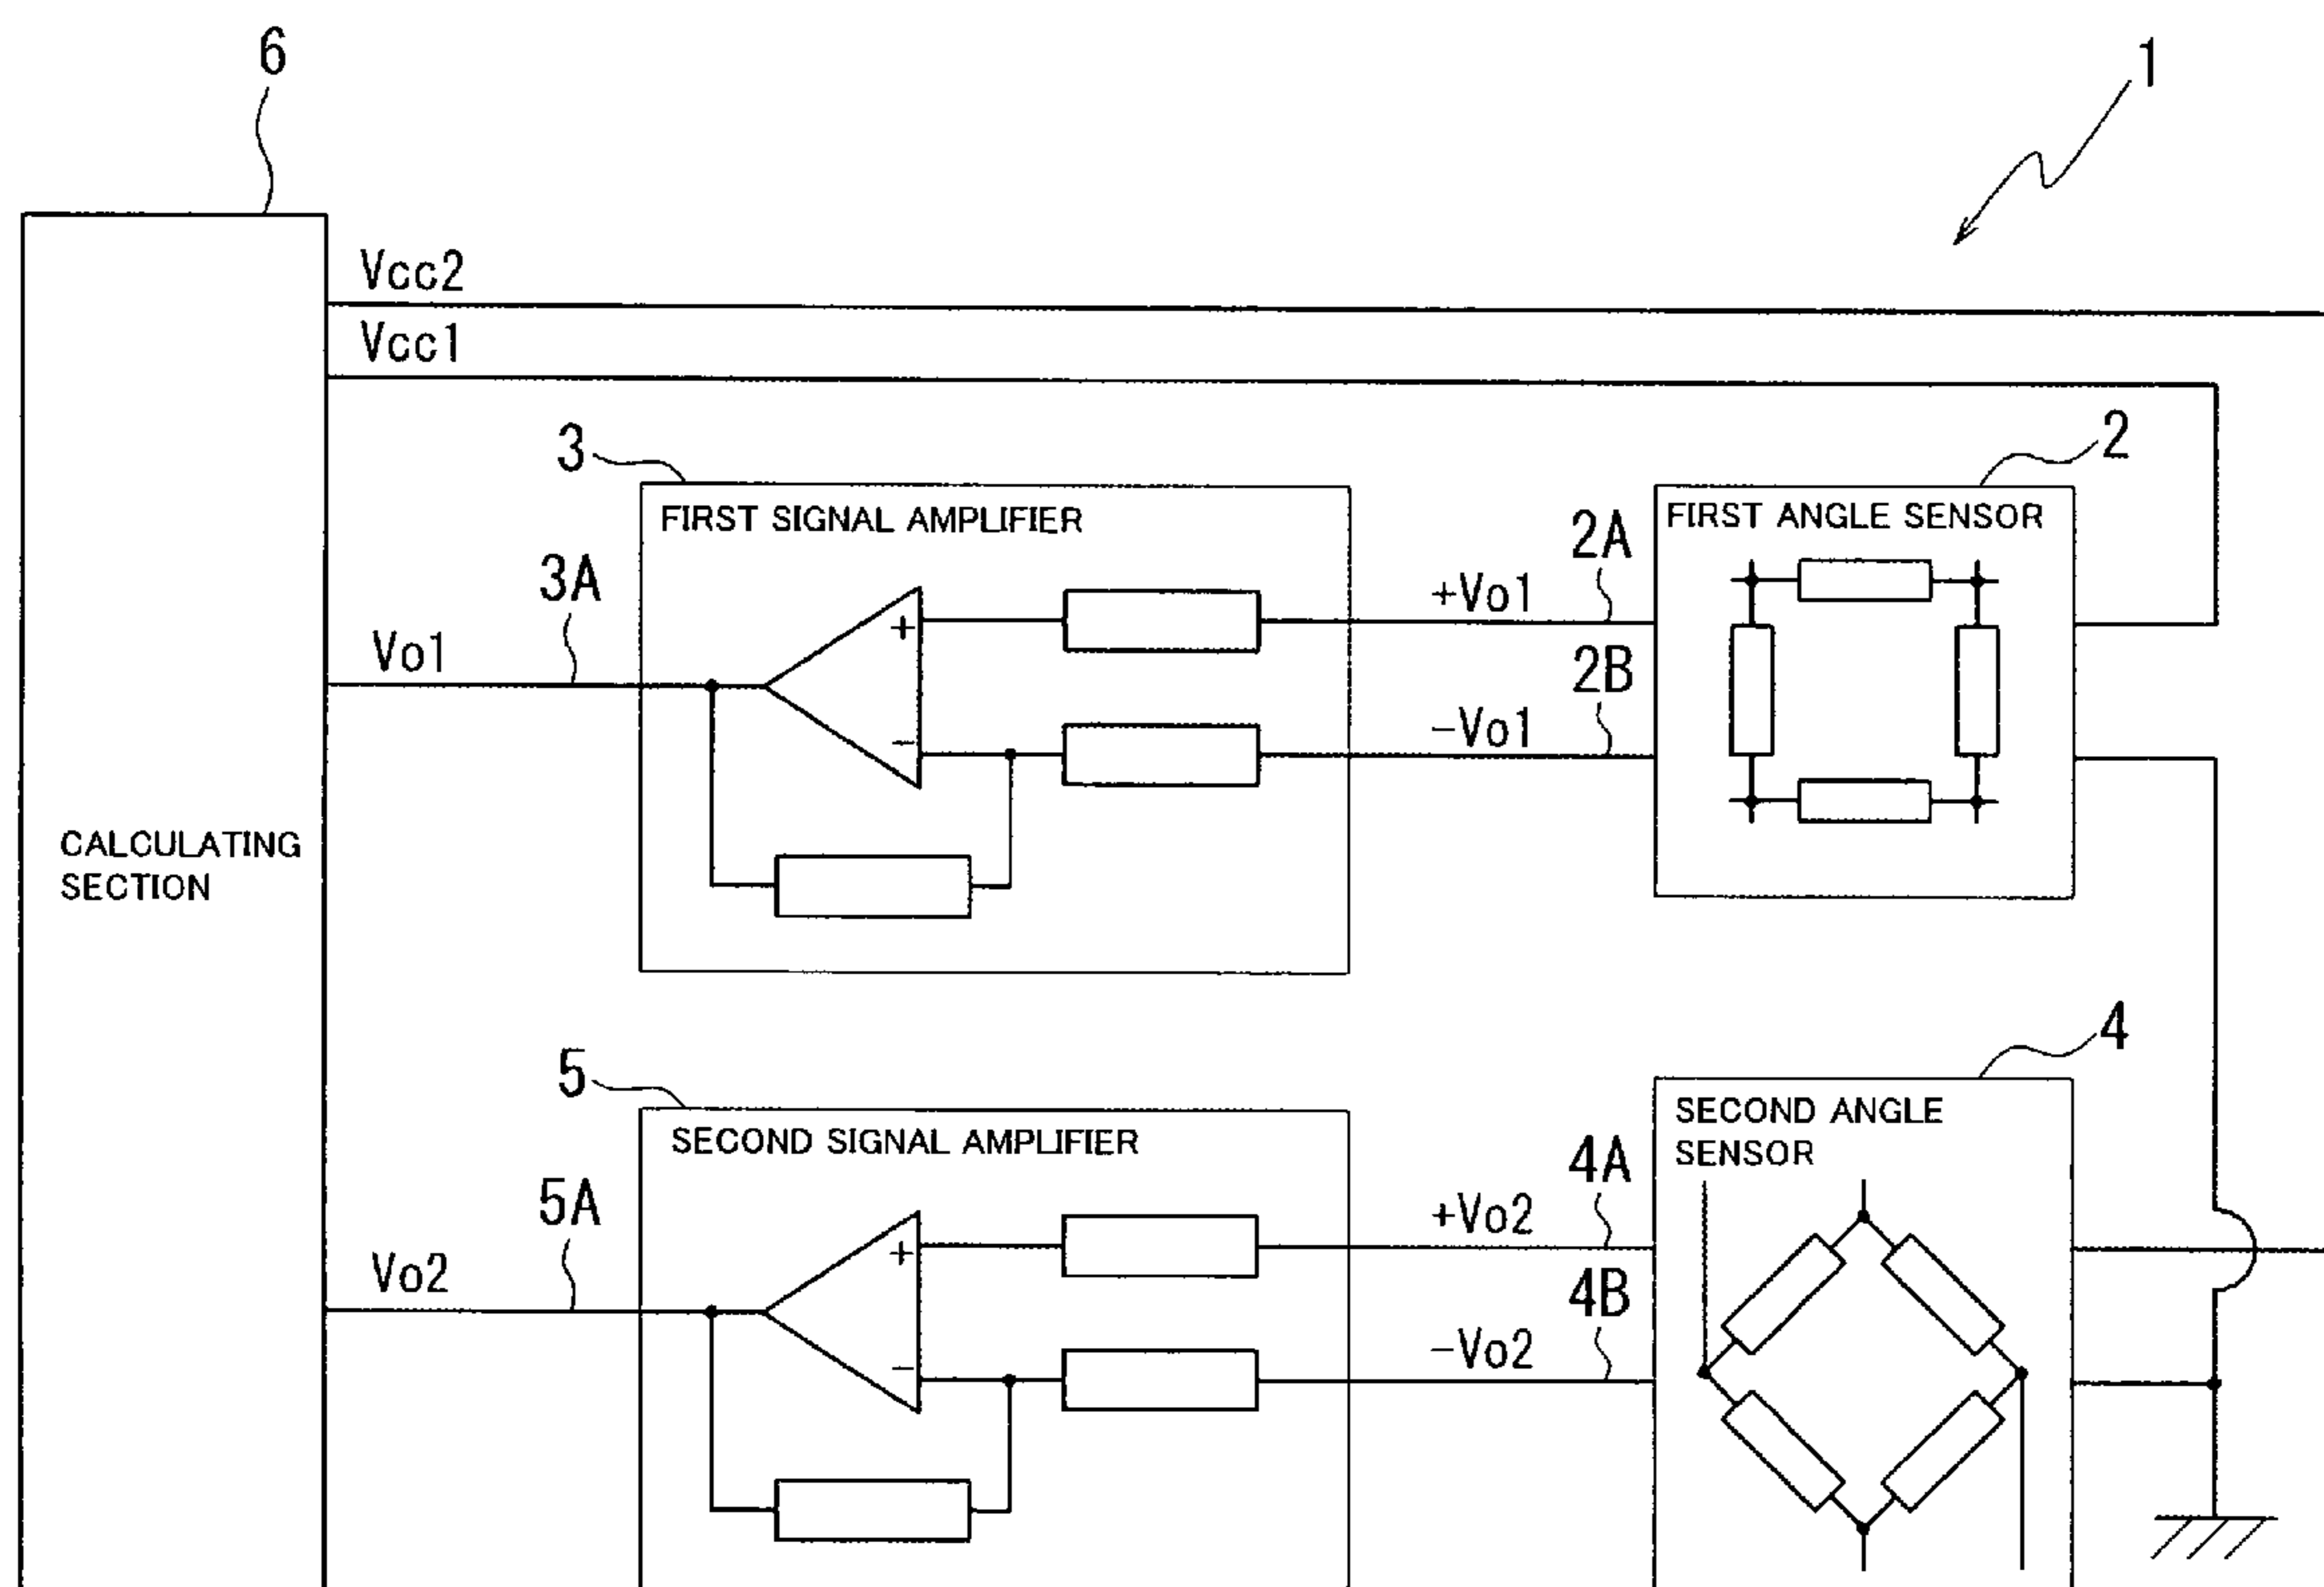 6
1
Vcc2
Vcc1
3
2
FIRST SIGNAL AMPLIFIER
FIRST ANGLE SENSOR
2A
3A
+Vo1
+
Vo1
2B
-Vo1
-
CALCULATING
SECTION
4
5
SECOND ANGLE
SENSOR
SECOND SIGNAL AMPLIFIER
4A
5A
+Vo2
+
Vo2
4B
-Vo2
-